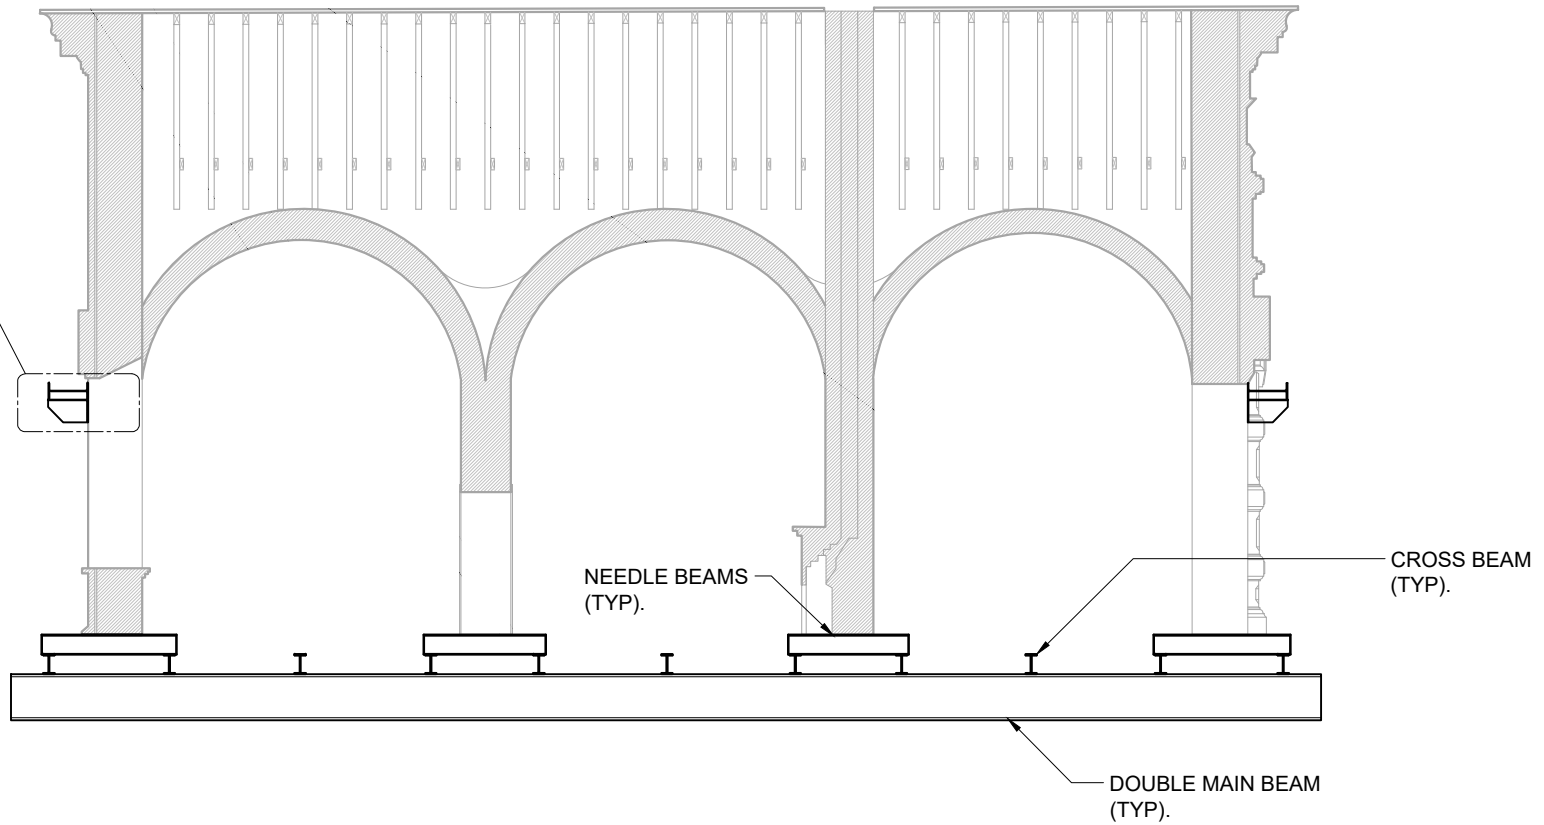 NEEDLE BEAMS
(TYP).
CROSS BEAM
(TYP).
DOUBLE MAIN BEAM
(TYP).